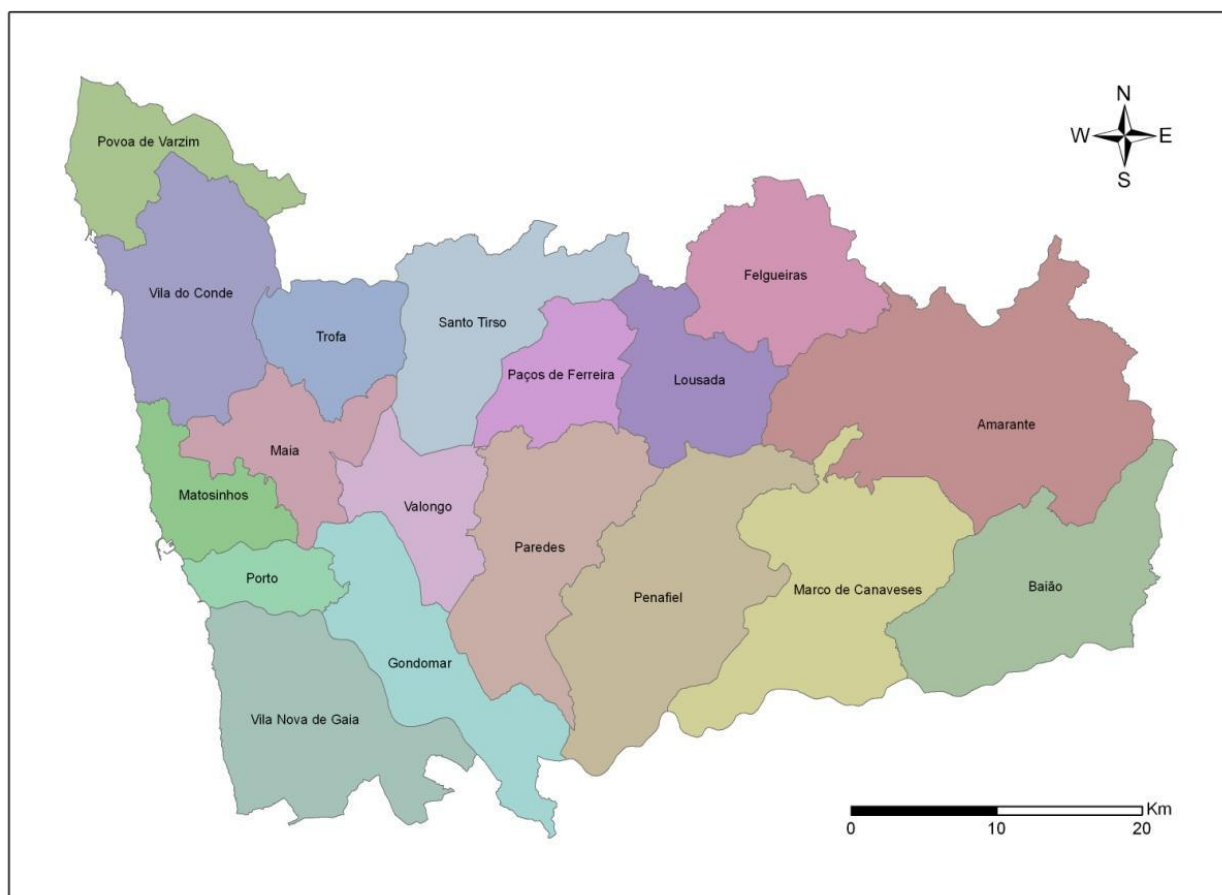 N
W E
S
Povoa de Varzim
Vila do Conde
Felgueiras
Trofa
Santo Tirso
Paços de Ferreira
Lousada
Amarante
Maia
Matosinhos
Valongo
Paredes
Porto
Penafiel
Marco de Canaveses
Baião
Gondomar
Vila Nova de Gaia
Km
0 10 20